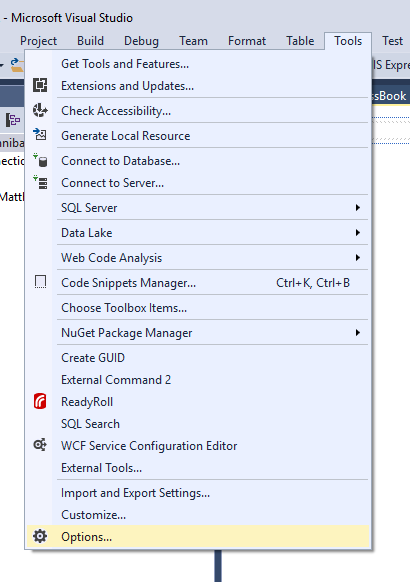 - Microsoft Visual Studio
Project Build Debug Team Format Table Tools Test
Get Tools and Features...
IS Expre
Extensions and Updates...
ssBook
Check Accessibility...
Generate Local Resource
nniba
Connect to Database...
nectio
Connect to Server...
Matth
SQL Server
Data Lake
Web Code Analysis
Code Snippets Manager... Ctrl+K, Ctrl+B
Choose Toolbox Items...
NuGet Package Manager
Create GUID
External Command 2
ReadyRoll
SQL Search
WCF Service Configuration Editor
External Tools...
Import and Export Settings...
Customize...
Options...